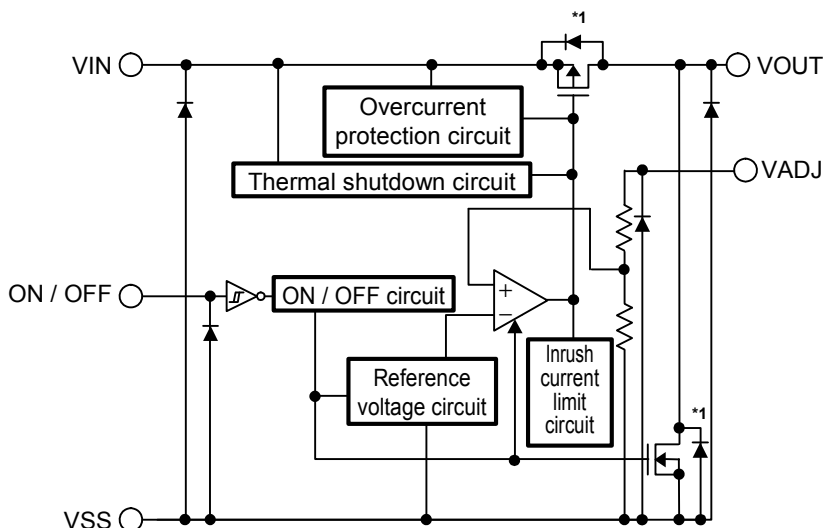 *1
VIN
VOUT
Overcurrent
protection circuit
VADJ
Thermal shutdown circuit
ON / OFF
ON / OFF circuit
+
−
Reference
voltage circuit
Inrush
current
limit
circuit
*1
VSS